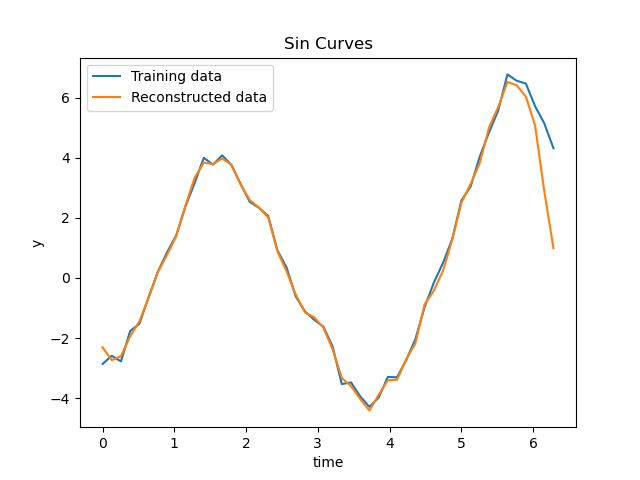 Sin Curves
Training data
Reconstructed data
6
4
2
0
−2
−4
y
0 1 2 3 4 5 6
time